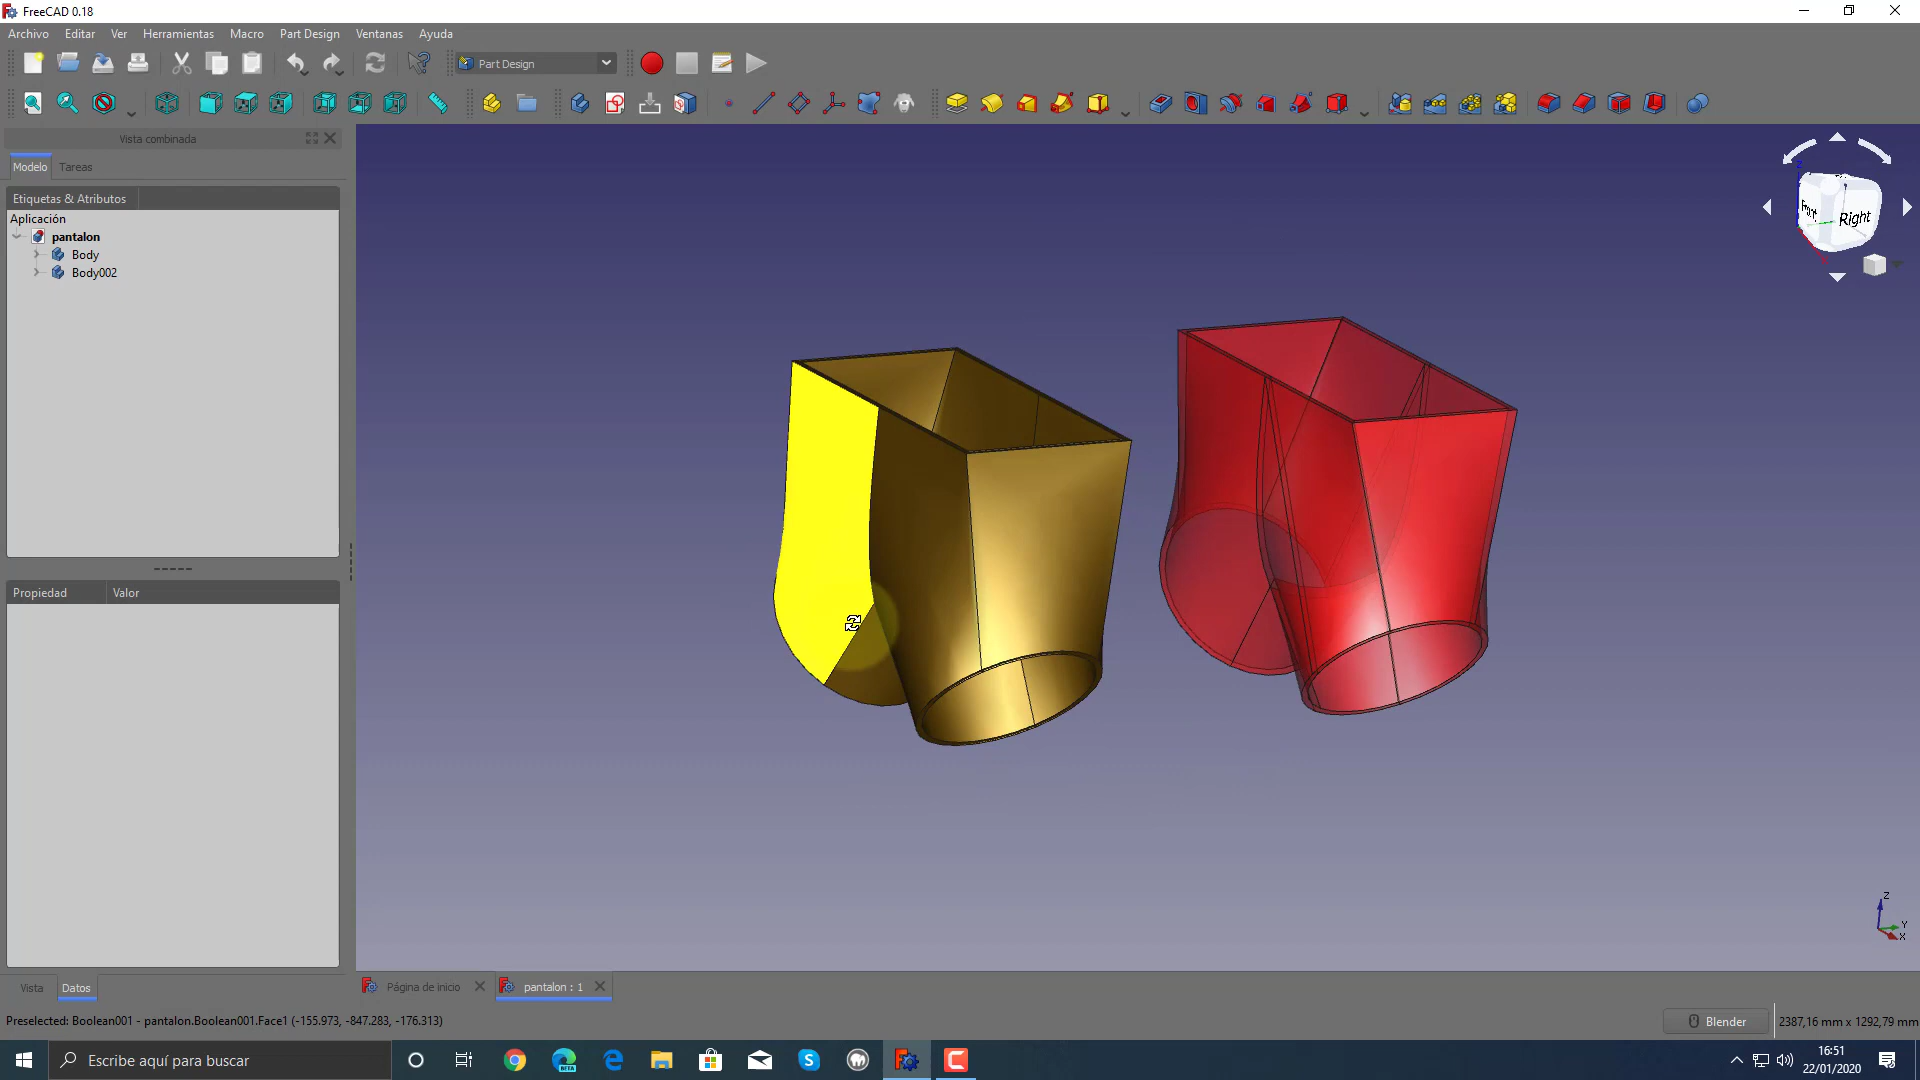 FreeCAD 0.18
Archivo Editar Ver Herramientas Macro Part Design Ventanas Ayuda
Part Design
Vista combinada
Modelo Tareas
Etiquetas & Atributos
Aplicación
pantalon
Body
Body002
Propiedad Valor
Front Right
Z
Y
X
Vista Datos
Página de inicio pantalon : 1
Preselected: Boolean001 - pantalon.Boolean001.Face1 (-155.973, -847.283, -176.313)
Blender 2387,16 mm x 1292,79 mm
Escribe aquí para buscar
BETA
16:51
22/01/2020